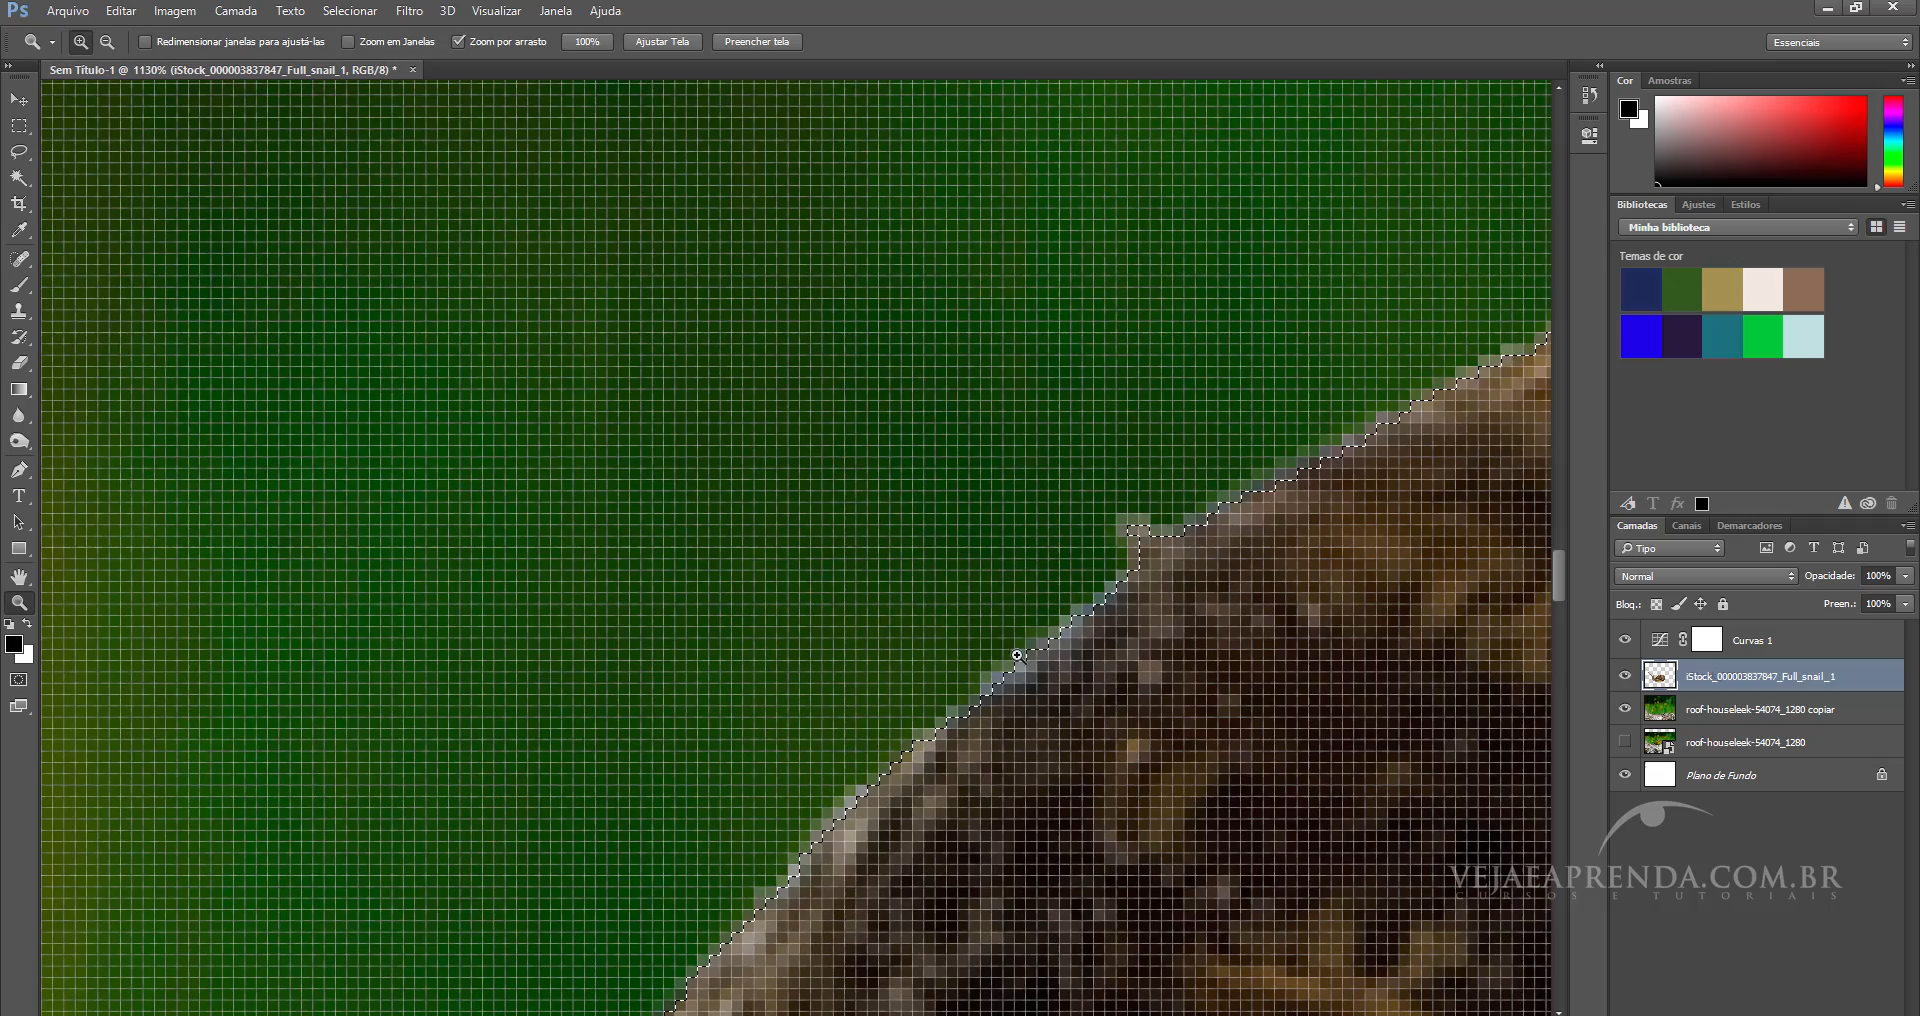 Ps Arquivo Editar Imagem Camada Texto Selecionar Filtro 3D Visualizar Janela Ajuda
Redimensionar janelas para ajustá-las Zoom em Janelas Zoom por arrasto 100% Ajustar Tela Preencher tela Essenciais
Sem Título-1 @ 1130% (iStock_000003837847_Full_snail_1, RGB/8) *
Cor Amostras
Bibliotecas Ajustes Estilos
Minha biblioteca
Temas de cor
Camadas Canais Demarcadores
Tipo
Normal Opacidade: 100%
Bloq.: Preen.: 100%
Curvas 1
iStock_000003837847_Full_snail_1
roof-houseleek-54074_1280 copiar
roof-houseleek-54074_1280
Plano de Fundo
VEJAEAPRENDA.COM.BR
CURSOS E TUTORIAIS